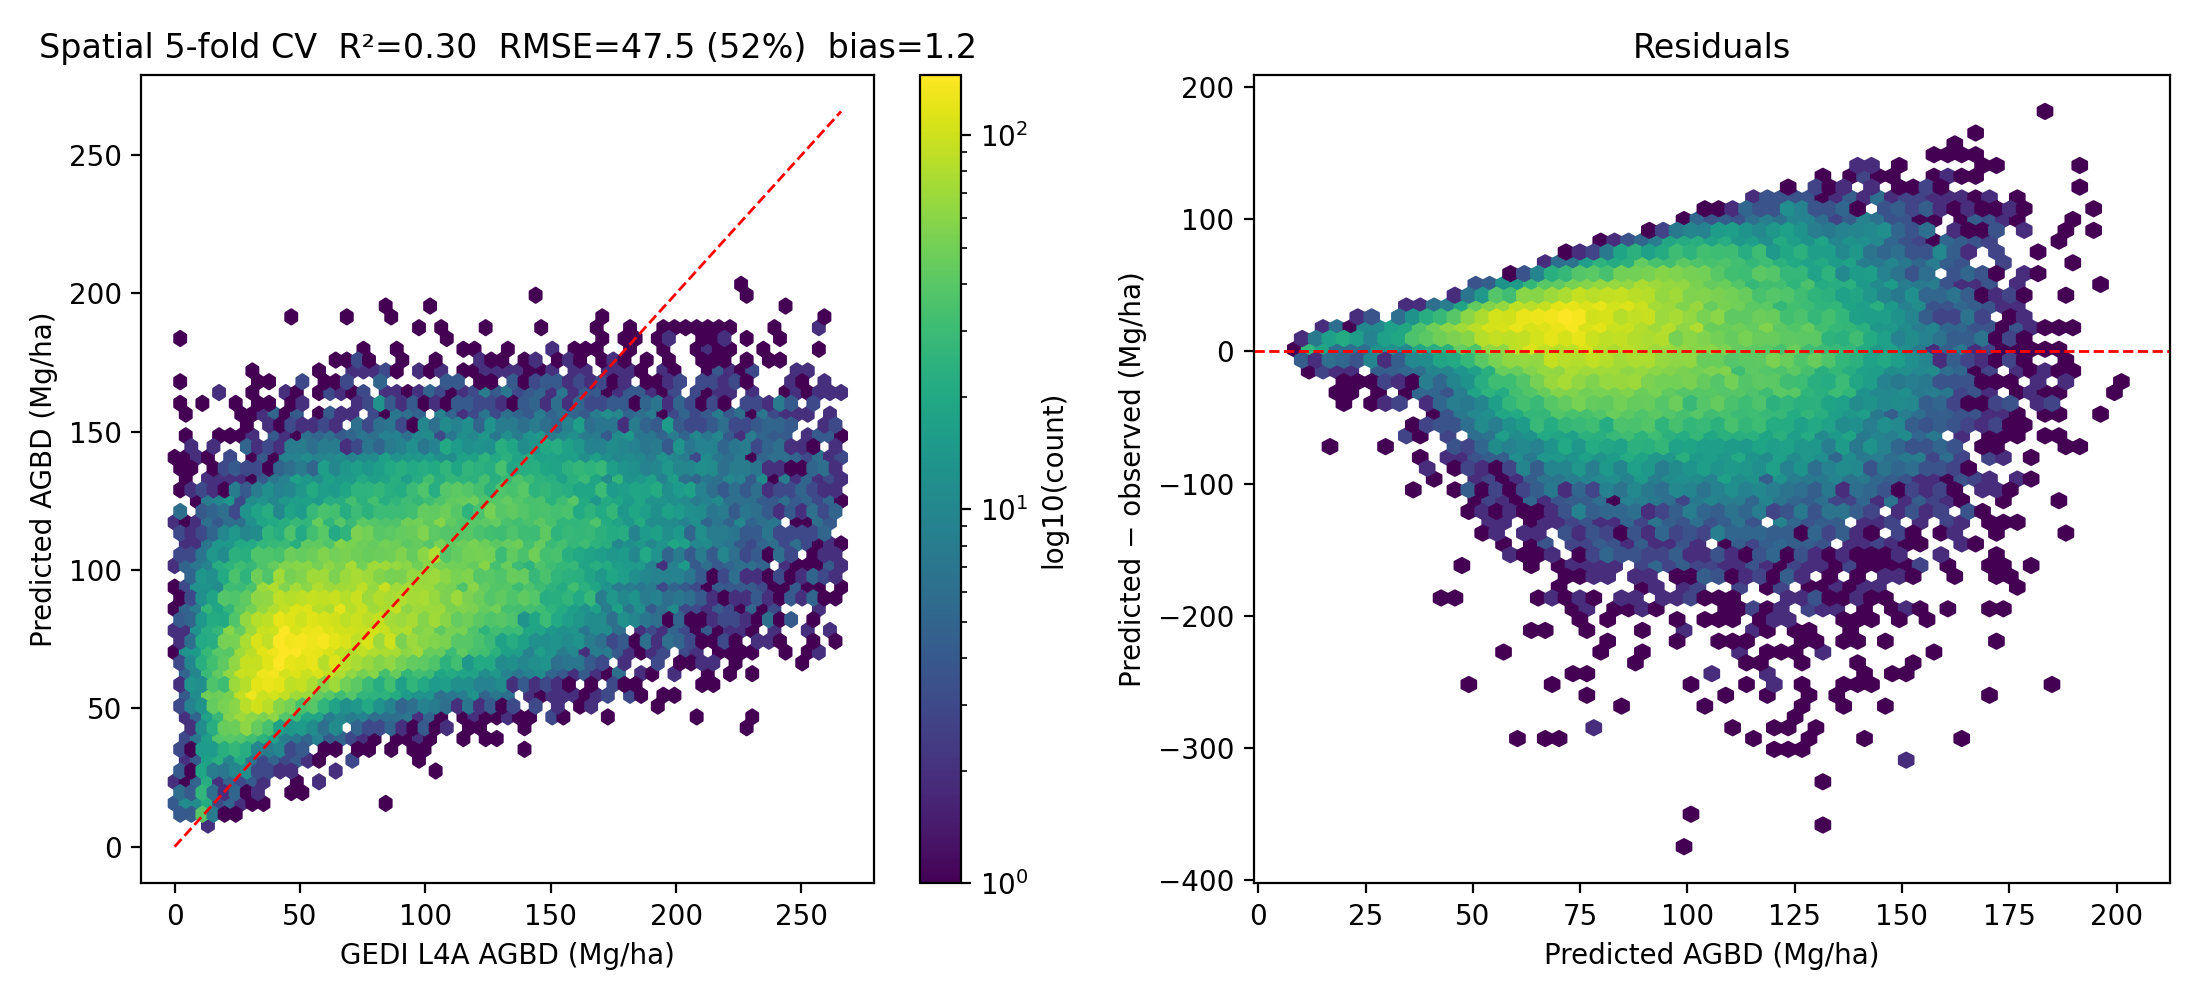 Spatial 5-fold CV  R²=0.30  RMSE=47.5 (52%)  bias=1.2
Predicted AGBD (Mg/ha)
250
200
150
100
50
0
0 50 100 150 200 250
GEDI L4A AGBD (Mg/ha)
10²
10¹
10⁰
log10(count)
Residuals
Predicted − observed (Mg/ha)
200
100
0
−100
−200
−300
−400
0 25 50 75 100 125 150 175 200
Predicted AGBD (Mg/ha)